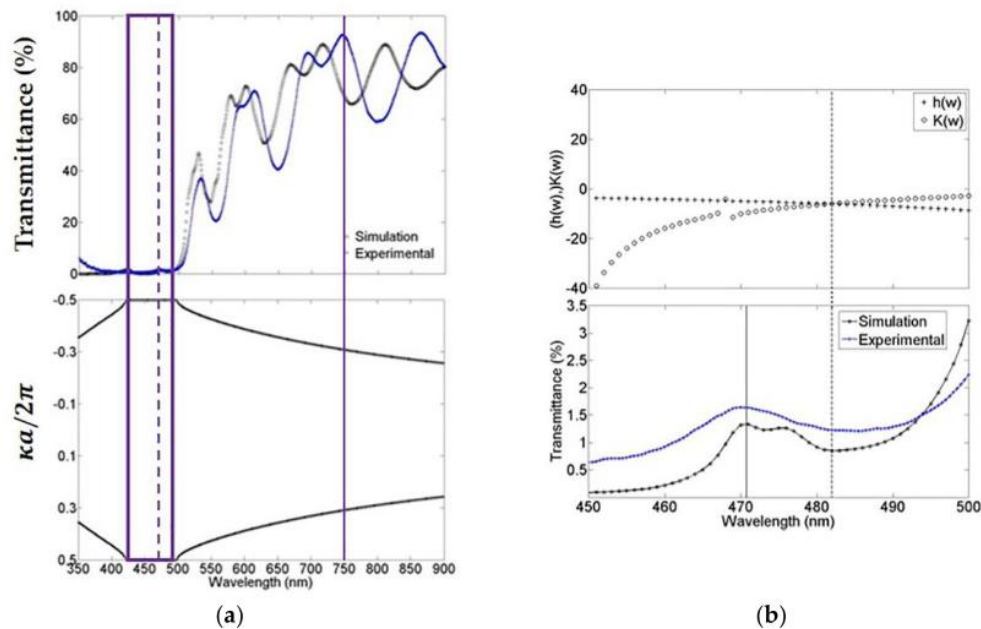 Transmittance (%)
100
80
60
40
20
0
Simulation
Experimental
κa/2π
-0.5
-0.3
-0.1
0.1
0.3
0.5
350 400 450 500 550 600 650 700 750 800 850 900
Wavelength (nm)
(a)
(h(w),)K(w))
40
20
0
-20
-40
h(w)
K(w)
Transmittance (%)
3.5
3
2.5
2
1.5
1
0.5
Simulation
Experimental
450 460 470 480 490 500
Wavelength (nm)
(b)